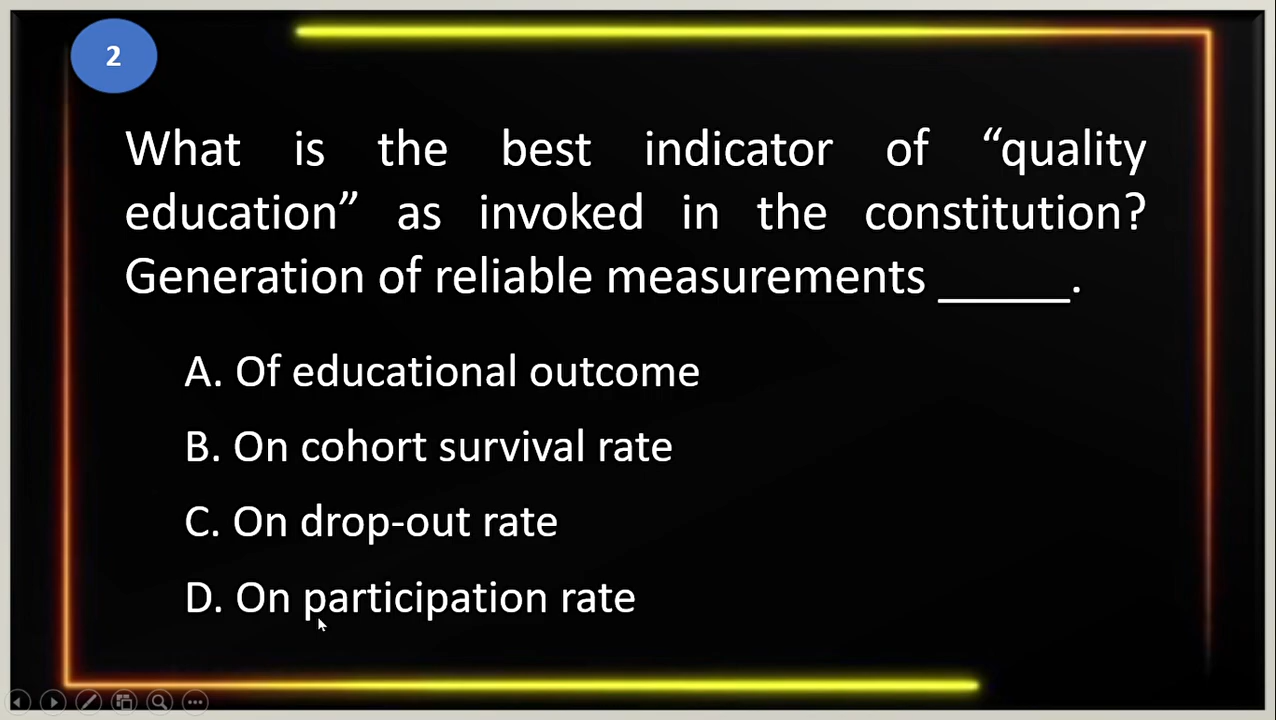 2
What is the best indicator of “quality
education” as invoked in the constitution?
Generation of reliable measurements _____.
A. Of educational outcome
B. On cohort survival rate
C. On drop-out rate
D. On participation rate